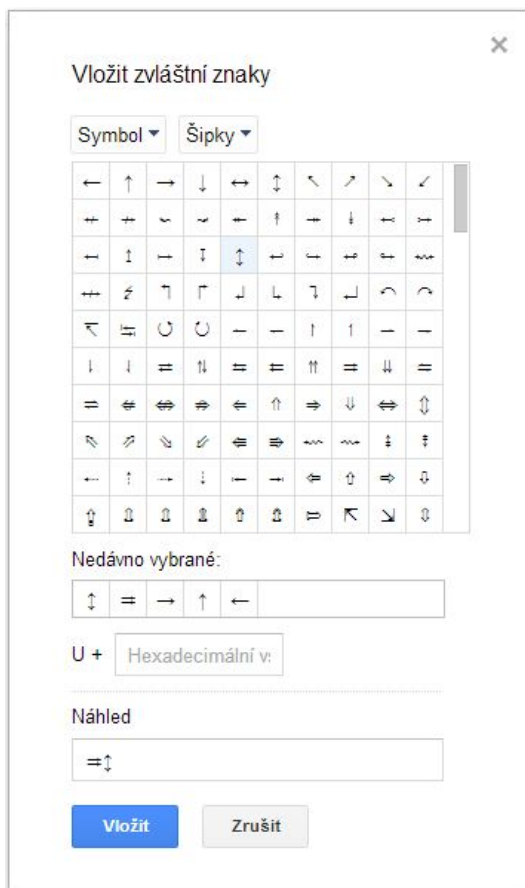 ×
Vložit zvláštní znaky
Symbol ▼ Šipky ▼
← ↑ → ↓ ↔ ↕ ↖ ↗ ↘ ↙
Nedávno vybrané:
↕ ⇉ → ↑ ←
U + Hexadecimální
Náhled
⇉↕
Vložit Zrušit